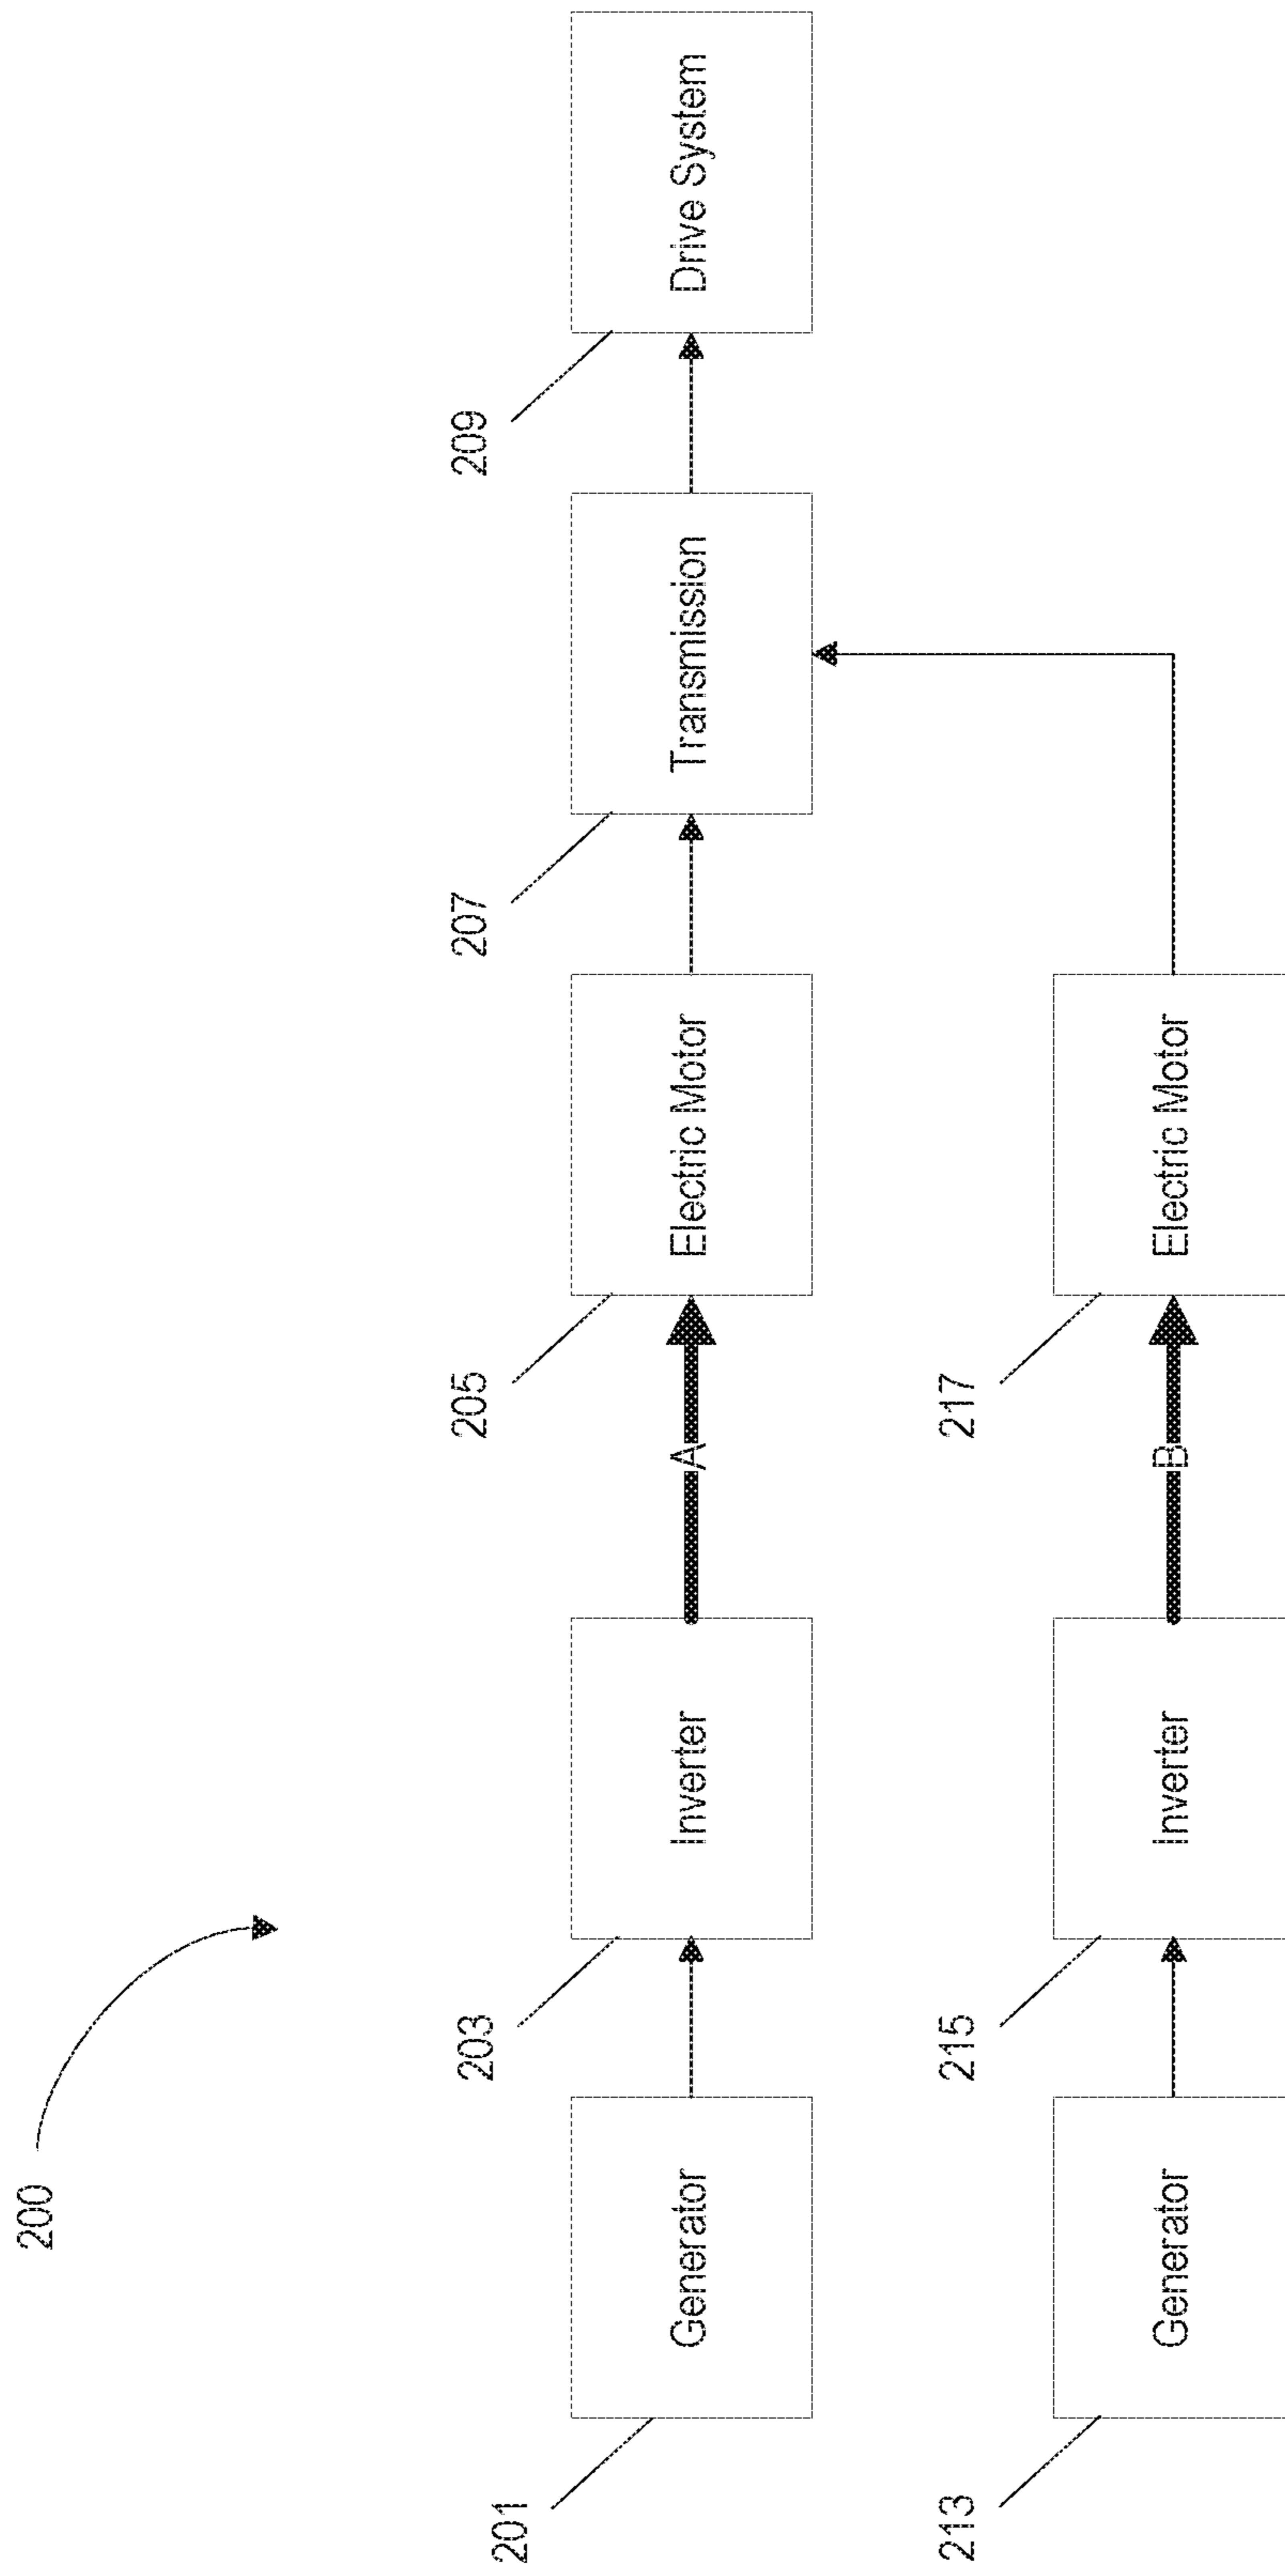 200
201
203
205
207
209
Generator
Inverter
A
Electric Motor
Transmission
Drive System
213
215
217
Generator
Inverter
B
Electric Motor